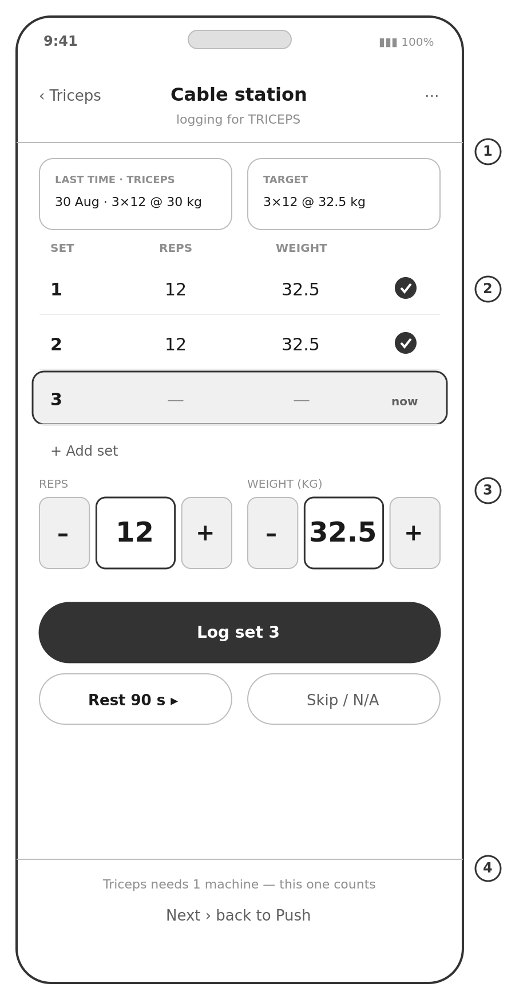 9:41
100%
‹ Triceps
Cable station
···
logging for TRICEPS
1
LAST TIME · TRICEPS
30 Aug · 3×12 @ 30 kg
TARGET
3×12 @ 32.5 kg
SET REPS WEIGHT
1 12 32.5
2
2 12 32.5
3 — — now
+ Add set
REPS
WEIGHT (KG)
3
– 12 +
– 32.5 +
Log set 3
Rest 90 s ▸
Skip / N/A
4
Triceps needs 1 machine — this one counts
Next › back to Push